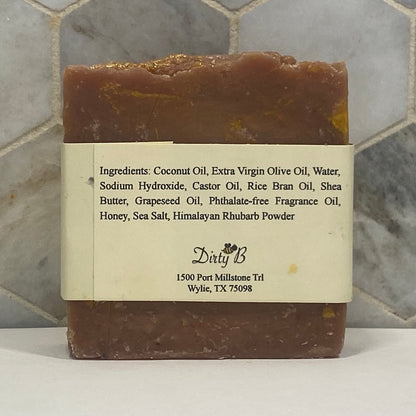 Ingredients: Coconut Oil, Extra Virgin Olive Oil, Water,
Sodium Hydroxide, Castor Oil, Rice Bran Oil, Shea
Butter, Grapeseed Oil, Phthalate-free Fragrance Oil,
Honey, Sea Salt, Himalayan Rhubarb Powder
Dirty B
1500 Port Millstone Trl
Wylie, TX 75098